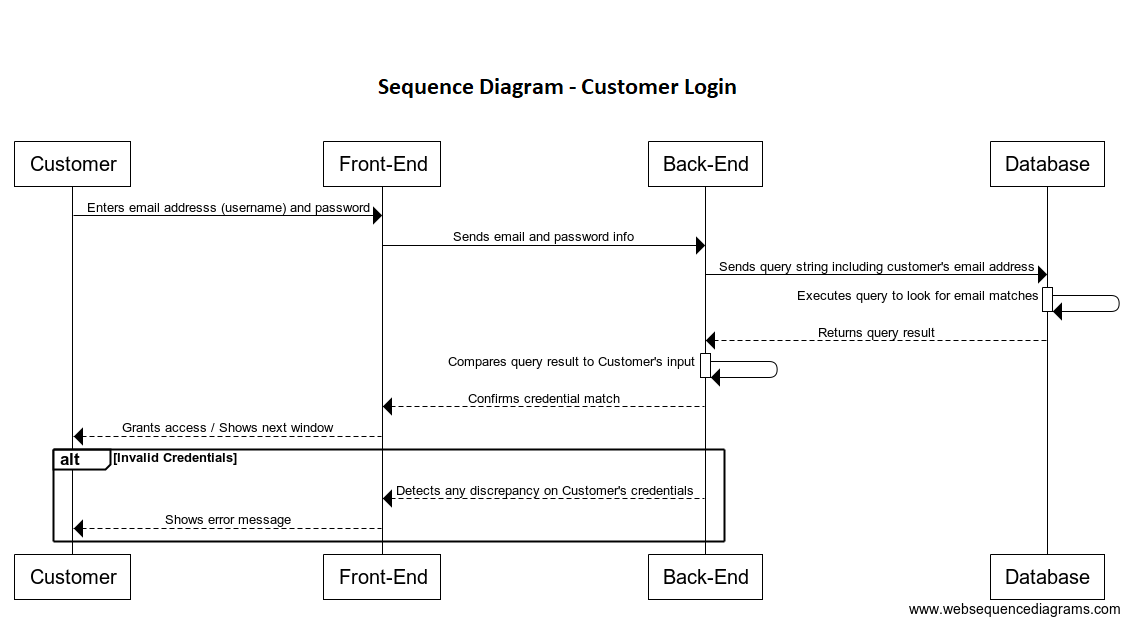 Sequence Diagram - Customer Login
Customer
Front-End
Back-End
Database
Enters email addresss (username) and password
Sends email and password info
Sends query string including customer's email address
Executes query to look for email matches
Returns query result
Compares query result to Customer's input
Confirms credential match
Grants access / Shows next window
alt
[Invalid Credentials]
Detects any discrepancy on Customer's credentials
Shows error message
Customer
Front-End
Back-End
Database
www.websequencediagrams.com